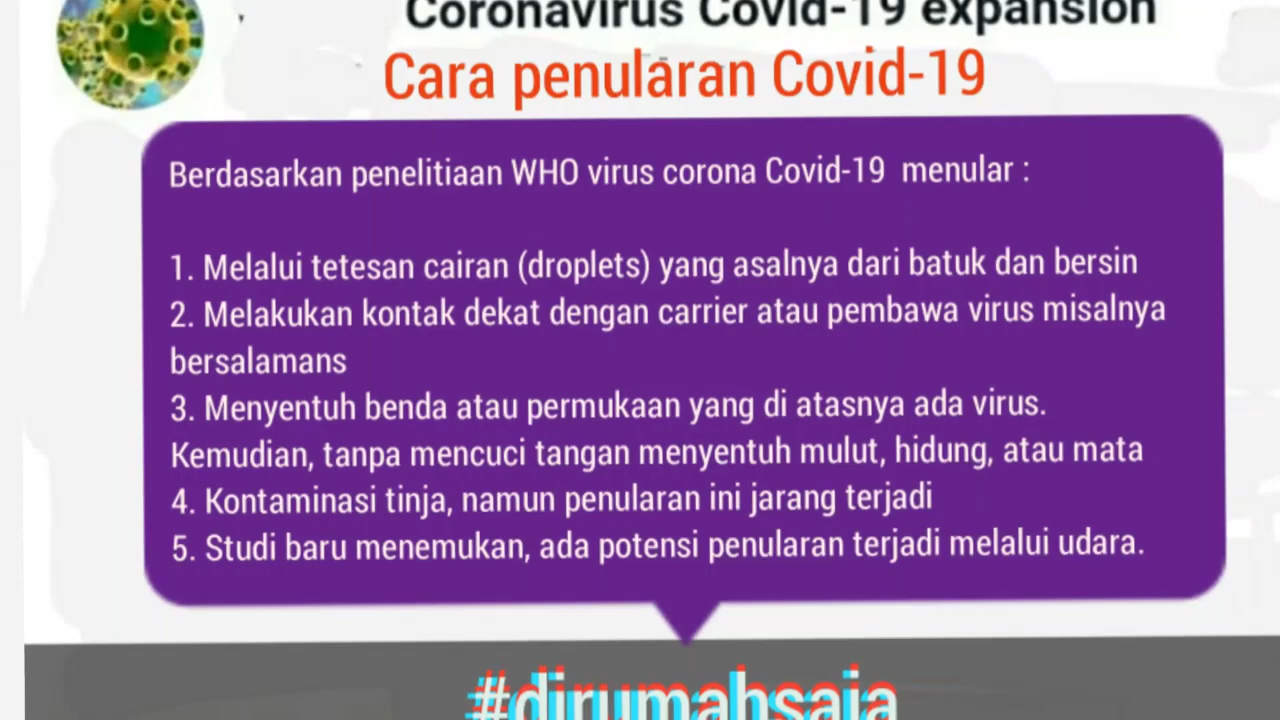 Coronavirus Covid-19 expansion
Cara penularan Covid-19
Berdasarkan penelitiaan WHO virus corona Covid-19 menular :
1. Melalui tetesan cairan (droplets) yang asalnya dari batuk dan bersin
2. Melakukan kontak dekat dengan carrier atau pembawa virus misalnya
bersalamans
3. Menyentuh benda atau permukaan yang di atasnya ada virus.
Kemudian, tanpa mencuci tangan menyentuh mulut, hidung, atau mata
4. Kontaminasi tinja, namun penularan ini jarang terjadi
5. Studi baru menemukan, ada potensi penularan terjadi melalui udara.
#dirumahsaja